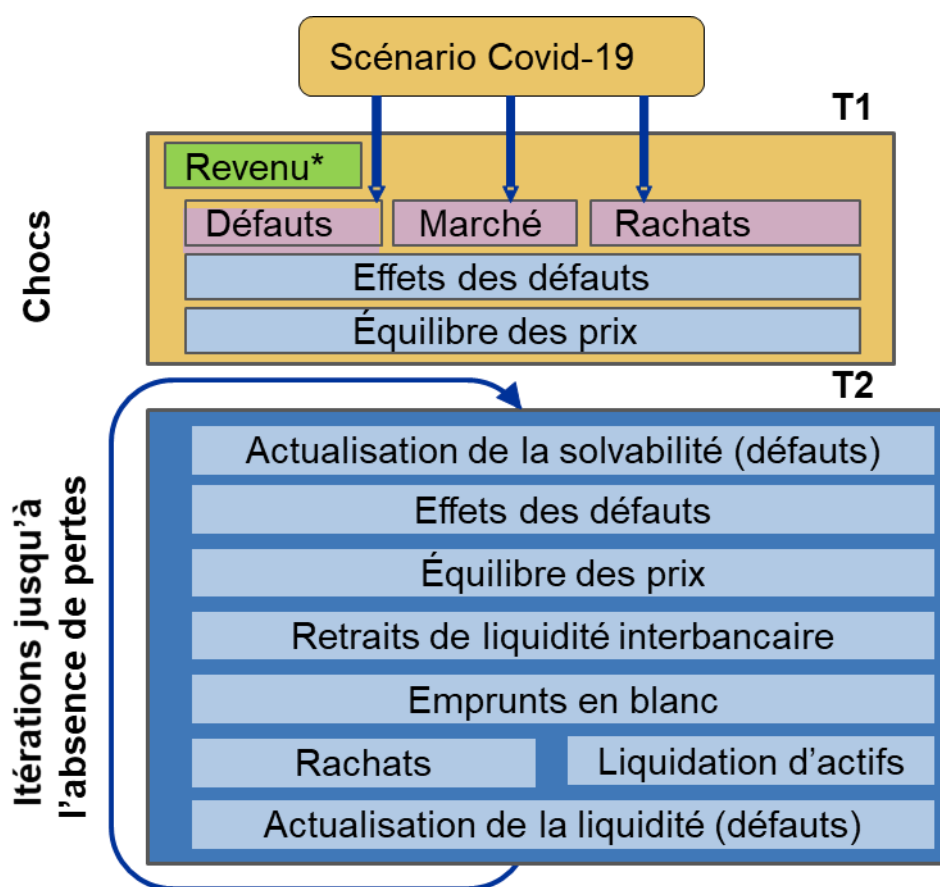 Scénario Covid-19
T1
Chocs
Revenu*
Défauts
Marché
Rachats
Effets des défauts
Équilibre des prix
T2
Itérations jusqu'à
l'absence de pertes
Actualisation de la solvabilité (défauts)
Effets des défauts
Équilibre des prix
Retraits de liquidité interbancaire
Emprunts en blanc
Rachats
Liquidation d'actifs
Actualisation de la liquidité (défauts)